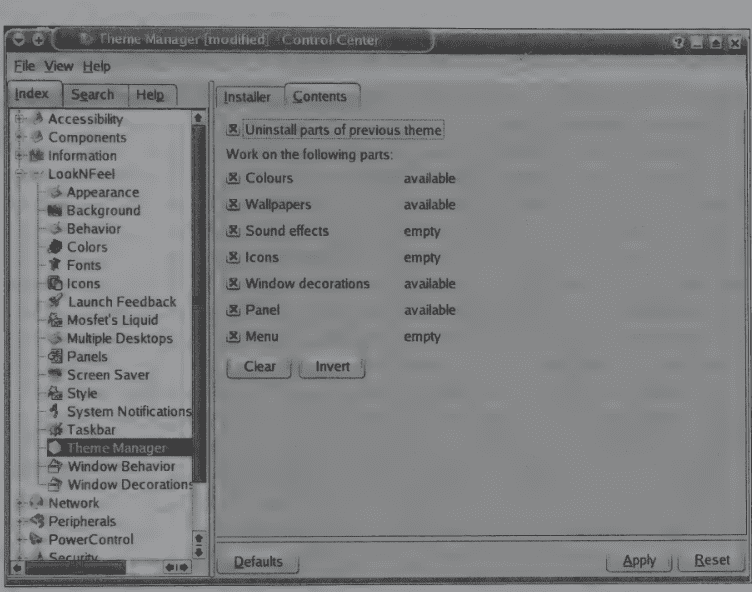 Theme Manager [modified] - Control Center
File View Help
Index Search Help
Accessibility
Components
Information
LookNFeel
Appearance
Background
Behavior
Colors
Fonts
Icons
Launch Feedback
Mosfet's Liquid
Multiple Desktops
Panels
Screen Saver
Style
System Notifications
Taskbar
Theme Manager
Window Behavior
Window Decorations
Network
Peripherals
PowerControl
Security
Installer Contents
Uninstall parts of previous theme
Work on the following parts:
Colours available
Wallpapers available
Sound effects empty
Icons empty
Window decorations available
Panel available
Menu empty
Clear Invert
Defaults Apply Reset